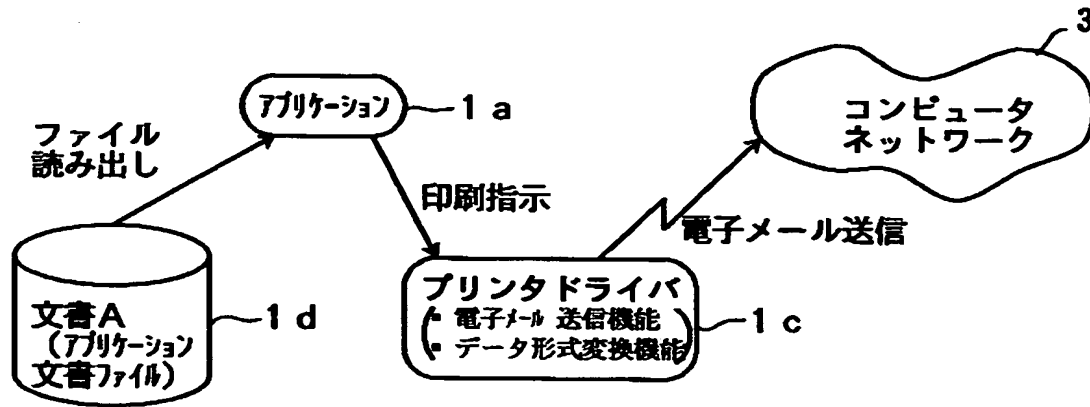 3
アプリケーション
1a
コンピュータ
ネットワーク
ファイル
読み出し
印刷指示
電子メール送信
文書A
(アプリケーション
文書ファイル)
1d
プリンタドライバ
(・電子メール 送信機能
・データ形式変換機能)
1c